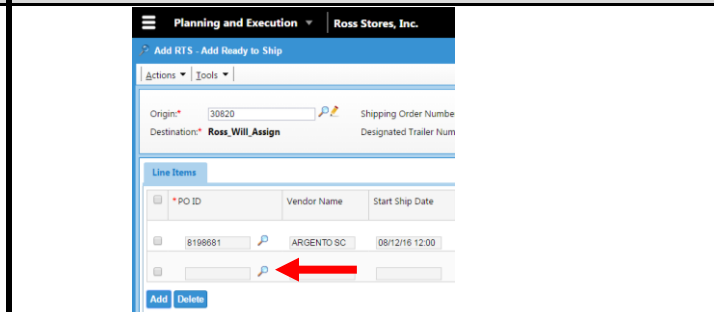 Planning and Execution Ross Stores, Inc.
Add RTS - Add Ready to Ship
Actions Tools
Origin:* 30820 Shipping Order Numbe
Destination:* Ross_Will_Assign Designated Trailer Num
Line Items
*PO ID Vendor Name Start Ship Date
8198681 ARGENTO SC 08/12/16 12:00
Add Delete